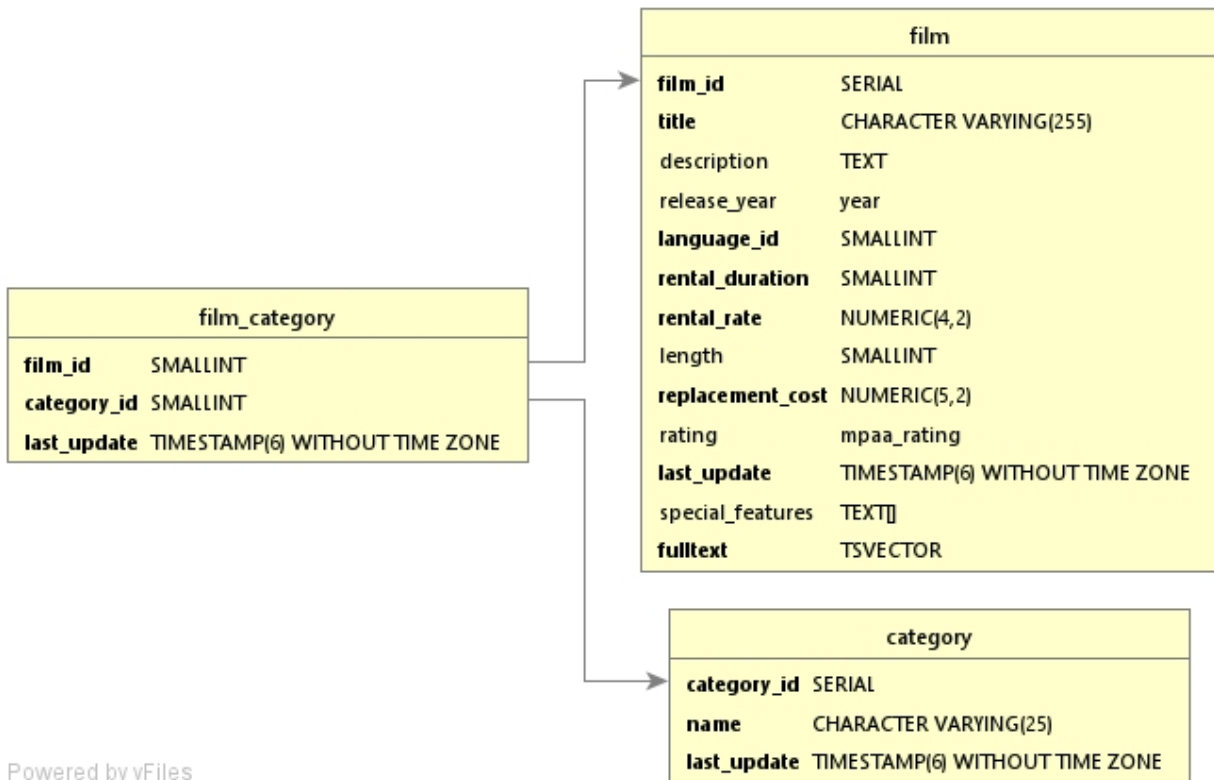 film
film_id SERIAL
title CHARACTER VARYING(255)
description TEXT
release_year year
language_id SMALLINT
rental_duration SMALLINT
rental_rate NUMERIC(4,2)
length SMALLINT
replacement_cost NUMERIC(5,2)
rating mpaa_rating
last_update TIMESTAMP(6) WITHOUT TIME ZONE
special_features TEXT[]
fulltext TSVECTOR
film_category
film_id SMALLINT
category_id SMALLINT
last_update TIMESTAMP(6) WITHOUT TIME ZONE
category
category_id SERIAL
name CHARACTER VARYING(25)
last_update TIMESTAMP(6) WITHOUT TIME ZONE
Powered by yFiles